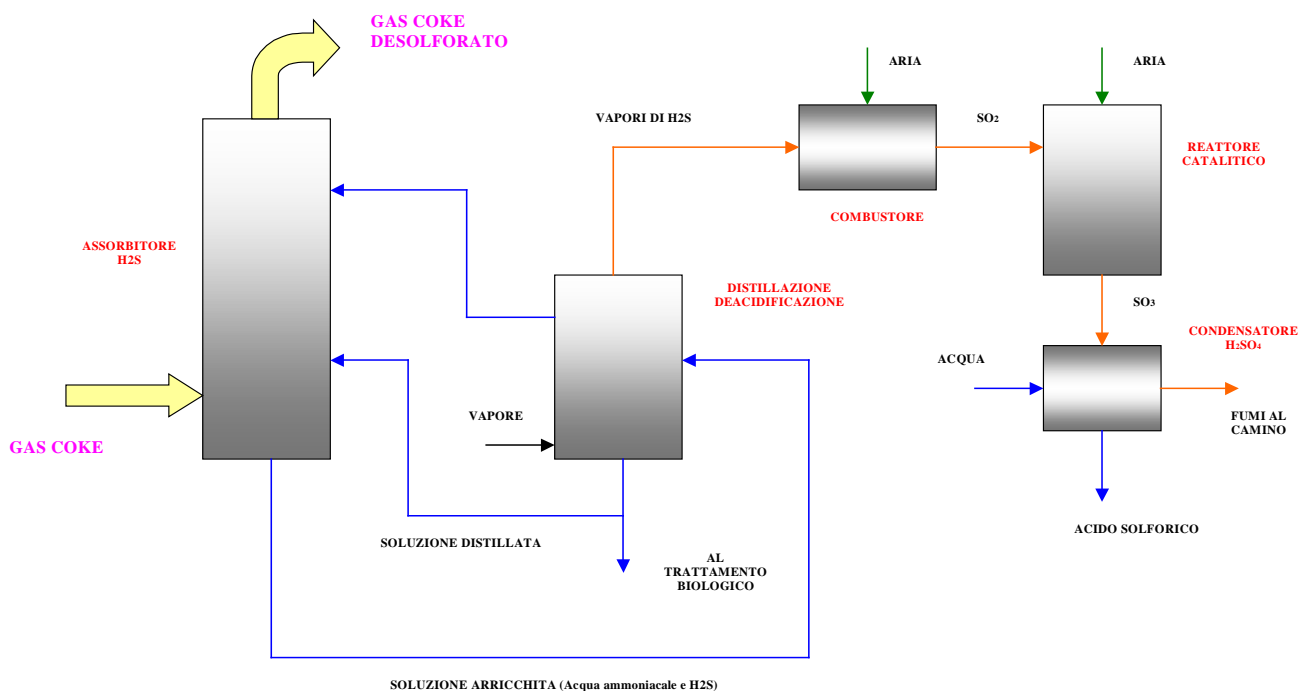 GAS COKE
DESOLFORATO
ARIA
ARIA
VAPORI DI H2S
SO2
REATTORE
CATALITICO
COMBUSTORE
ASSORBITORE
H2S
DISTILLAZIONE
DEACIDIFICAZIONE
SO3
CONDENSATORE
H2SO4
ACQUA
VAPORE
FUMI AL
CAMINO
GAS COKE
ACIDO SOLFORICO
SOLUZIONE DISTILLATA
AL
TRATTAMENTO
BIOLOGICO
SOLUZIONE ARRICCHITA (Acqua ammoniacale e H2S)